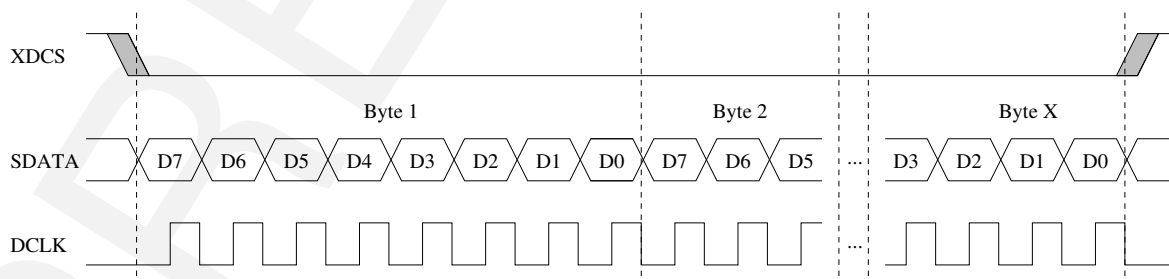 XDCS
Byte 1 Byte 2 Byte X
SDATA D7 D6 D5 D4 D3 D2 D1 D0 D7 D6 D5 ... D3 D2 D1 D0
DCLK ...